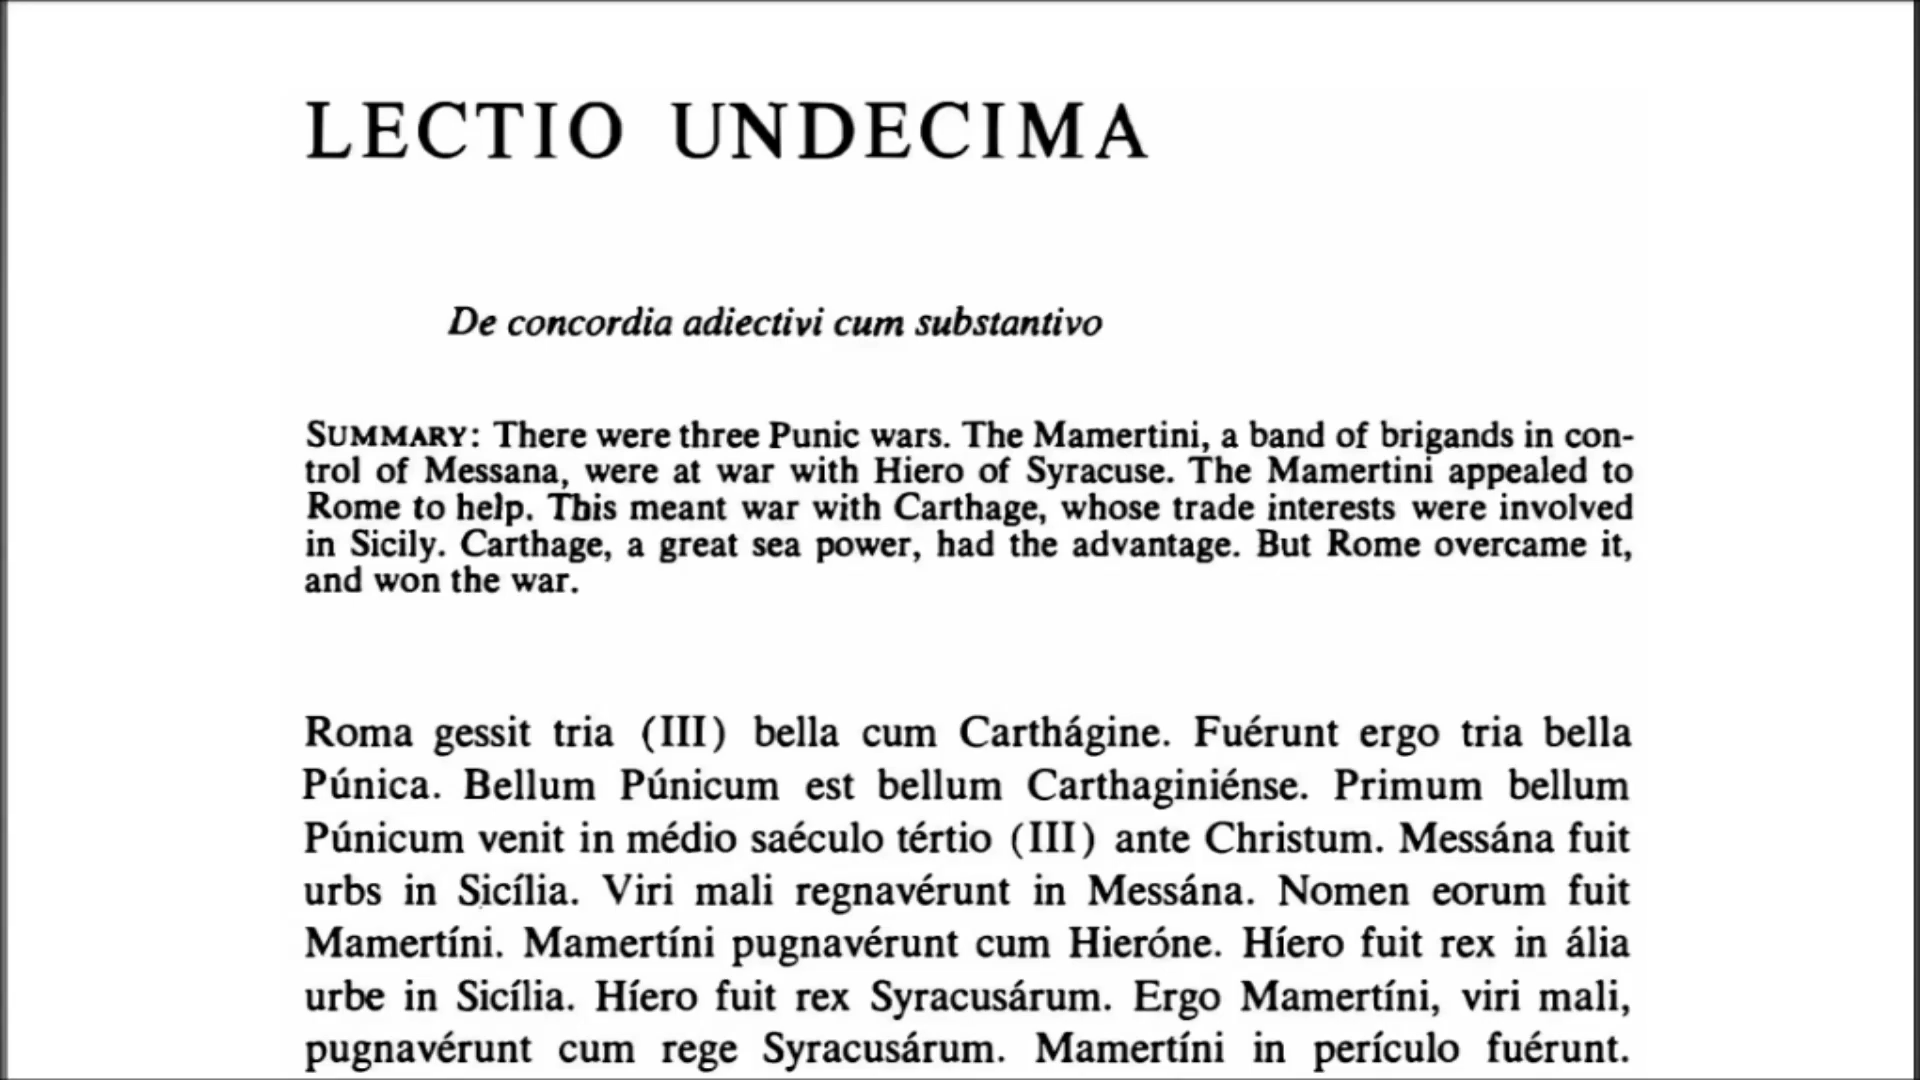 LECTIO UNDECIMA
De concordia adiectivi cum substantivo
SUMMARY: There were three Punic wars. The Mamertini, a band of brigands in con-
trol of Messana, were at war with Hiero of Syracuse. The Mamertini appealed to
Rome to help. This meant war with Carthage, whose trade interests were involved
in Sicily. Carthage, a great sea power, had the advantage. But Rome overcame it,
and won the war.
Roma gessit tria (III) bella cum Cartháǵine. Fuérunt ergo tria bella
Púnica. Bellum Púnicum est bellum Carthaginiénse. Primum bellum
Púnicum venit in médio saéculo tértio (III) ante Christum. Messána fuit
urbs in Sicília. Viri mali regnavérunt in Messána. Nomen eorum fuit
Mamertíni. Mamertíni pugnavérunt cum Hieróne. Híero fuit rex in ália
urbe in Sicília. Híero fuit rex Syracusárum. Ergo Mamertíni, viri mali,
pugnavérunt cum rege Syracusárum. Mamertíni in perículo fuérunt.